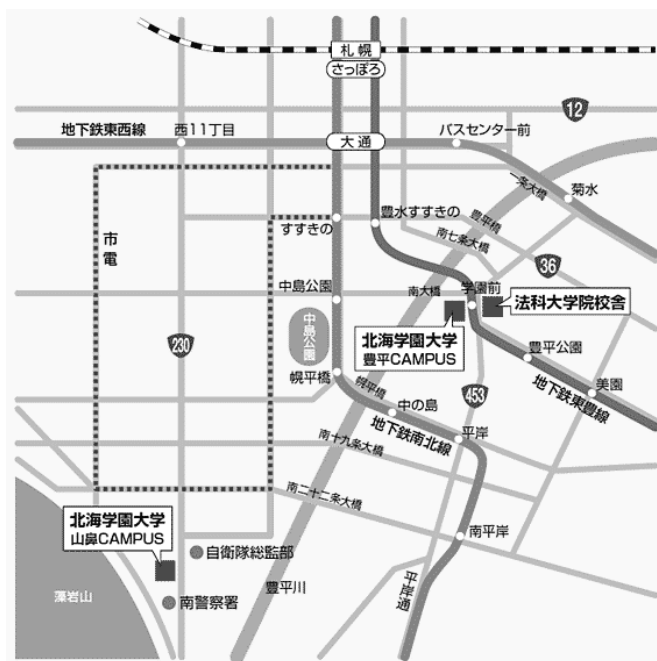 札幌
さっぽろ
12
地下鉄東西線
西11丁目
大通
バスセンター前
一条大橋
菊水
市電
すすきの
豊水すすきの
豊平橋
南七条大橋
36
中島公園
南大橋
学園前
法科大学院校舎
230
中島公園
北海学園大学
豊平CAMPUS
豊平公園
幌平橋
幌平橋
453
美園
地下鉄東豊線
中の島
地下鉄南北線
平岸
南十九条大橋
南二十二条大橋
北海学園大学
山鼻CAMPUS
自衛隊総監部
南平岸
藻岩山
南警察署
豊平川
平岸通